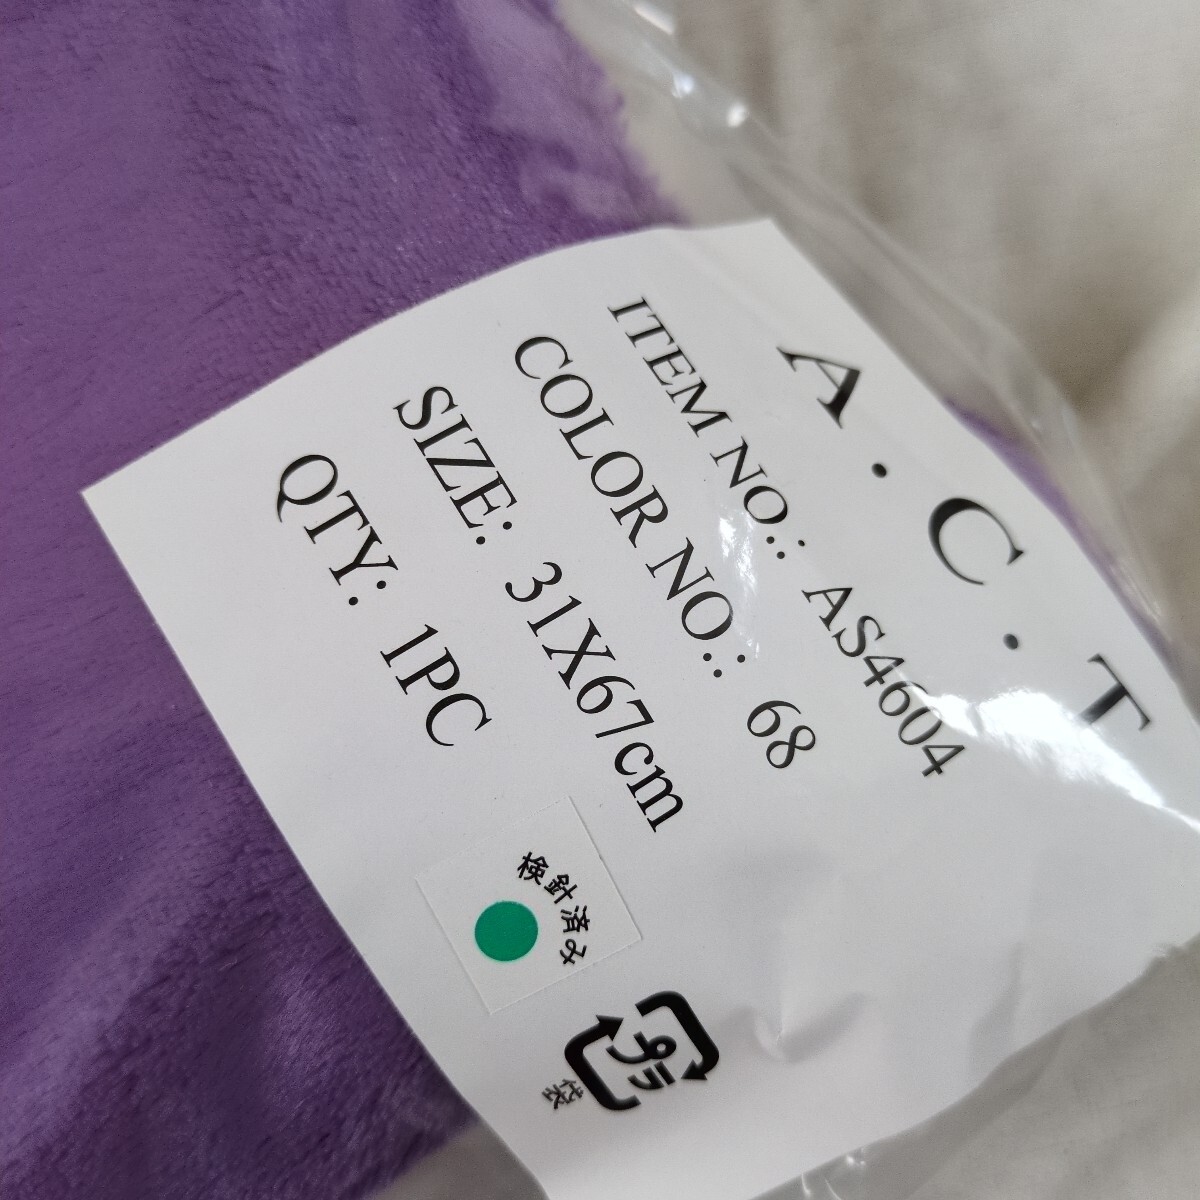 A・C・T
ITEM NO.: AS4604
COLOR NO.: 68
SIZE: 31X67cm
QTY: 1PC
検針済み
プラ
袋